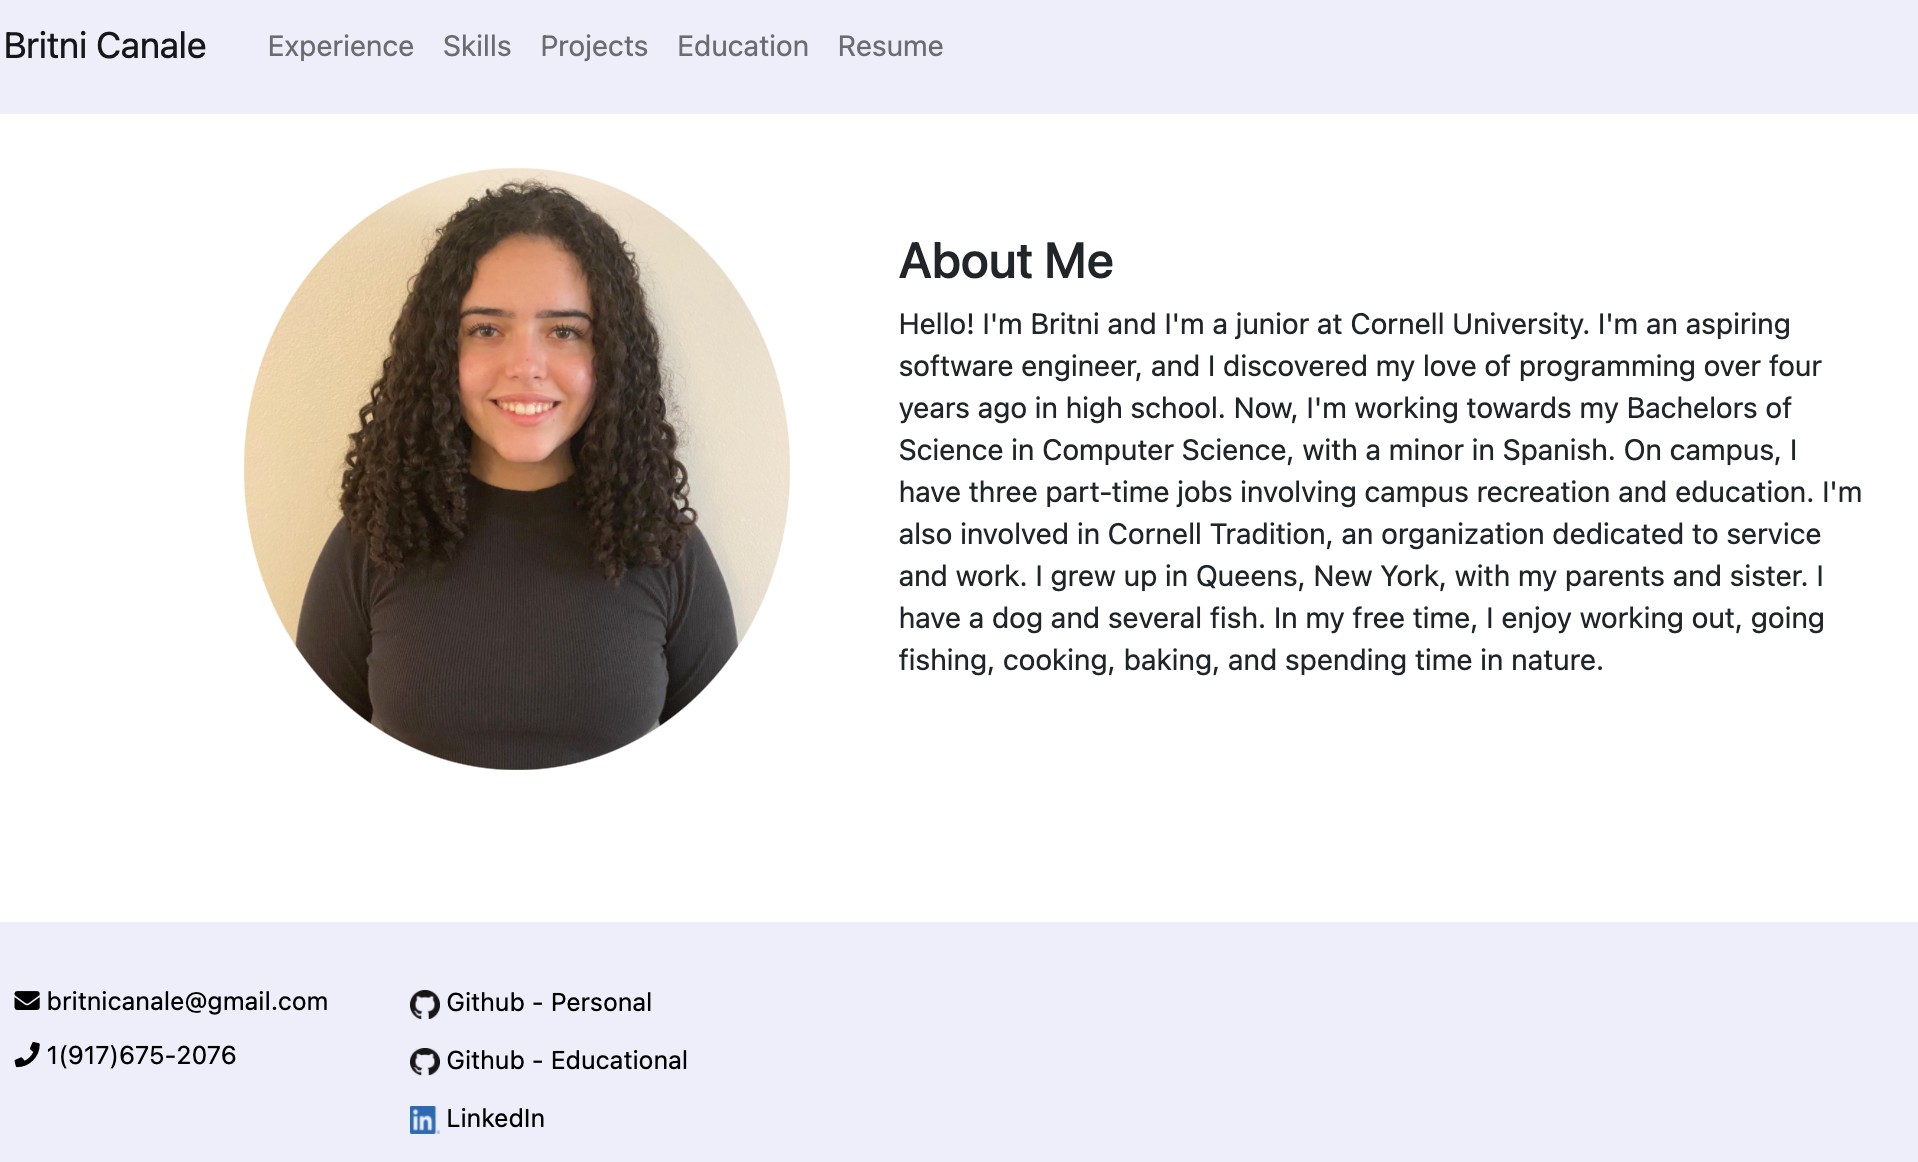 Britni Canale Experience Skills Projects Education Resume
About Me
Hello! I'm Britni and I'm a junior at Cornell University. I'm an aspiring
software engineer, and I discovered my love of programming over four
years ago in high school. Now, I'm working towards my Bachelors of
Science in Computer Science, with a minor in Spanish. On campus, I
have three part-time jobs involving campus recreation and education. I'm
also involved in Cornell Tradition, an organization dedicated to service
and work. I grew up in Queens, New York, with my parents and sister. I
have a dog and several fish. In my free time, I enjoy working out, going
fishing, cooking, baking, and spending time in nature.
britnicanale@gmail.com
1(917)675-2076
Github - Personal
Github - Educational
in LinkedIn